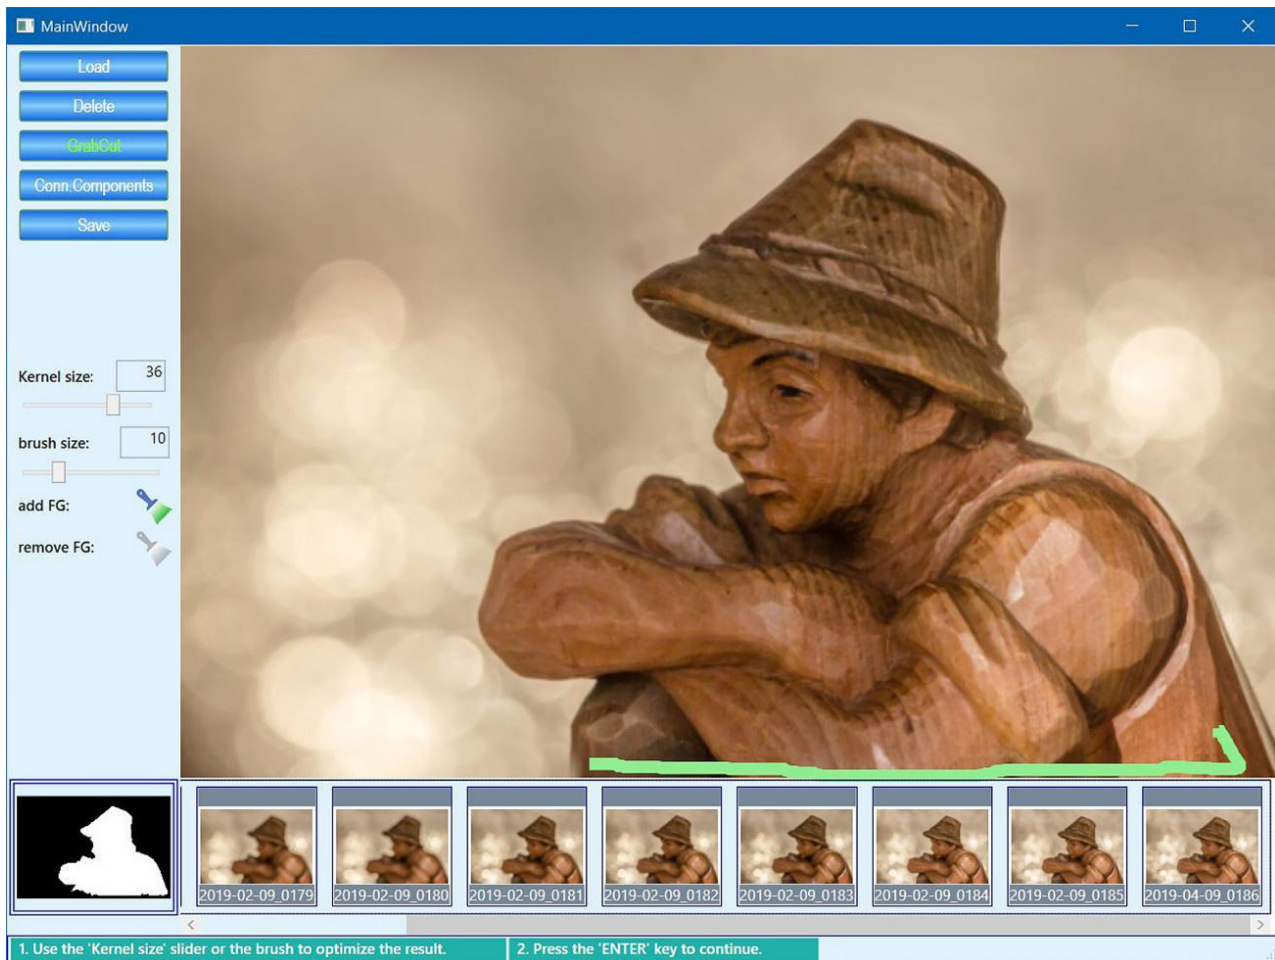 MainWindow
Load
Delete
GrabCut
Conn.Components
Save
Kernel size: 36
brush size: 10
add FG:
remove FG:
2019-02-09_0179
2019-02-09_0180
2019-02-09_0181
2019-02-09_0182
2019-02-09_0183
2019-02-09_0184
2019-02-09_0185
2019-04-09_0186
1. Use the 'Kernel size' slider or the brush to optimize the result.
2. Press the 'ENTER' key to continue.